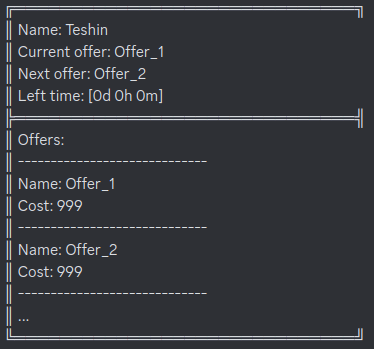 Name: Teshin
Current offer: Offer_1
Next offer: Offer_2
Left time: [0d 0h 0m]
Offers:
----------------------------
Name: Offer_1
Cost: 999
----------------------------
Name: Offer_2
Cost: 999
----------------------------
...